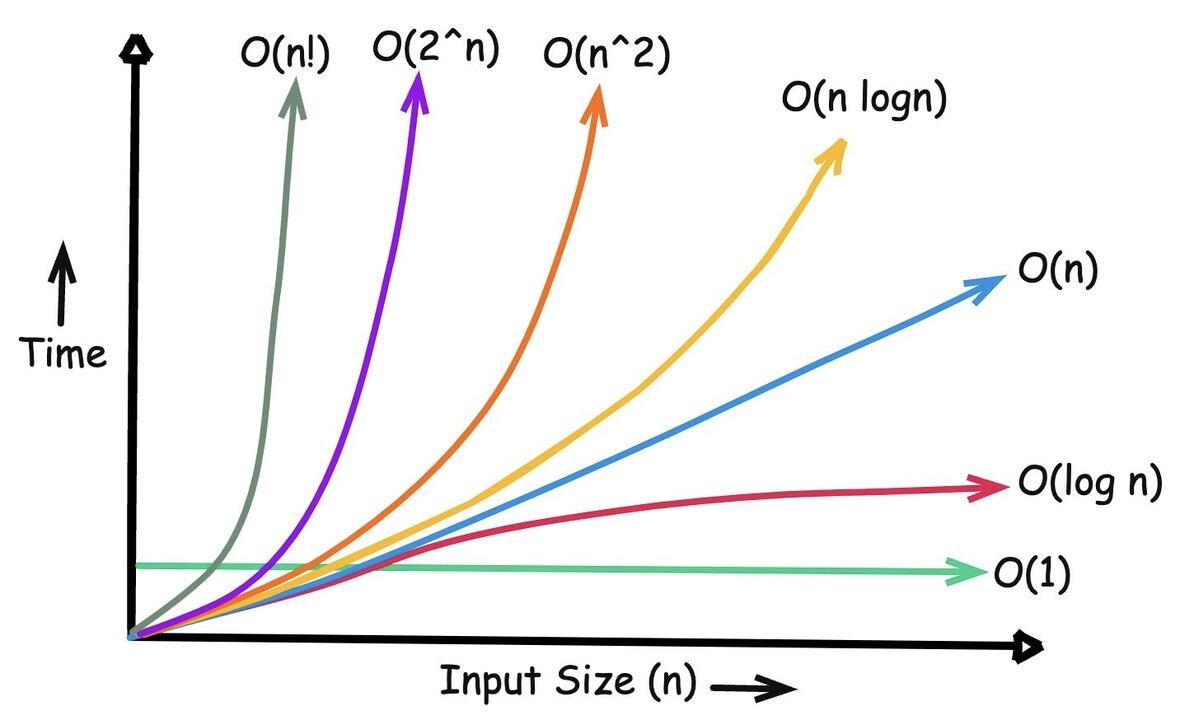 O(n!)
O(2^n)
O(n^2)
O(n logn)
O(n)
Time
O(log n)
O(1)
Input Size (n)